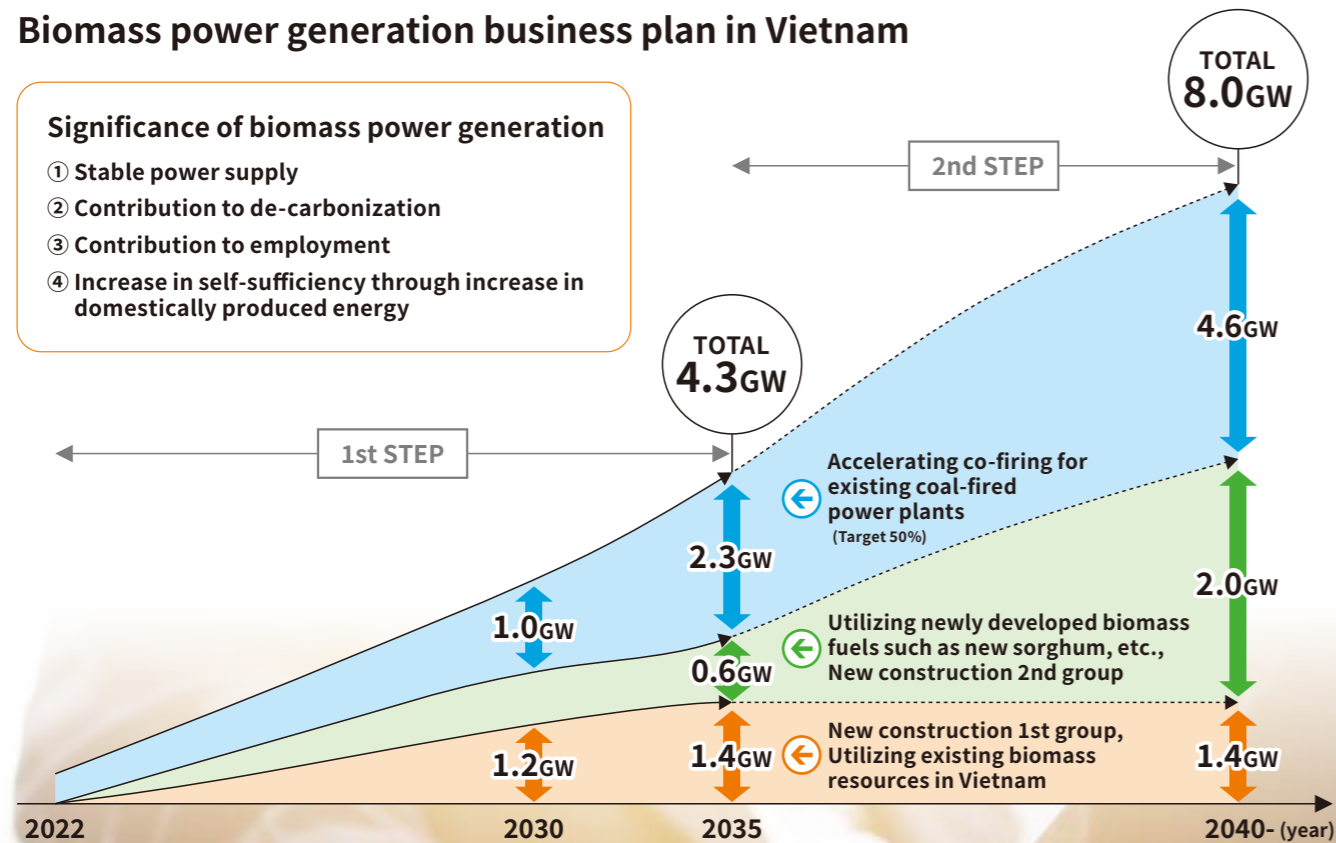 Biomass power generation business plan in Vietnam
TOTAL
8.0GW
Significance of biomass power generation
① Stable power supply
② Contribution to de-carbonization
③ Contribution to employment
④ Increase in self-sufficiency through increase in
domestically produced energy
2nd STEP
TOTAL
4.3GW
4.6GW
1st STEP
Accelerating co-firing for
existing coal-fired
power plants
(Target 50%)
2.3GW
2.0GW
1.0GW
Utilizing newly developed biomass
fuels such as new sorghum, etc.,
New construction 2nd group
0.6GW
New construction 1st group,
Utilizing existing biomass
resources in Vietnam
1.2GW
1.4GW
1.4GW
2022
2030
2035
2040- (year)